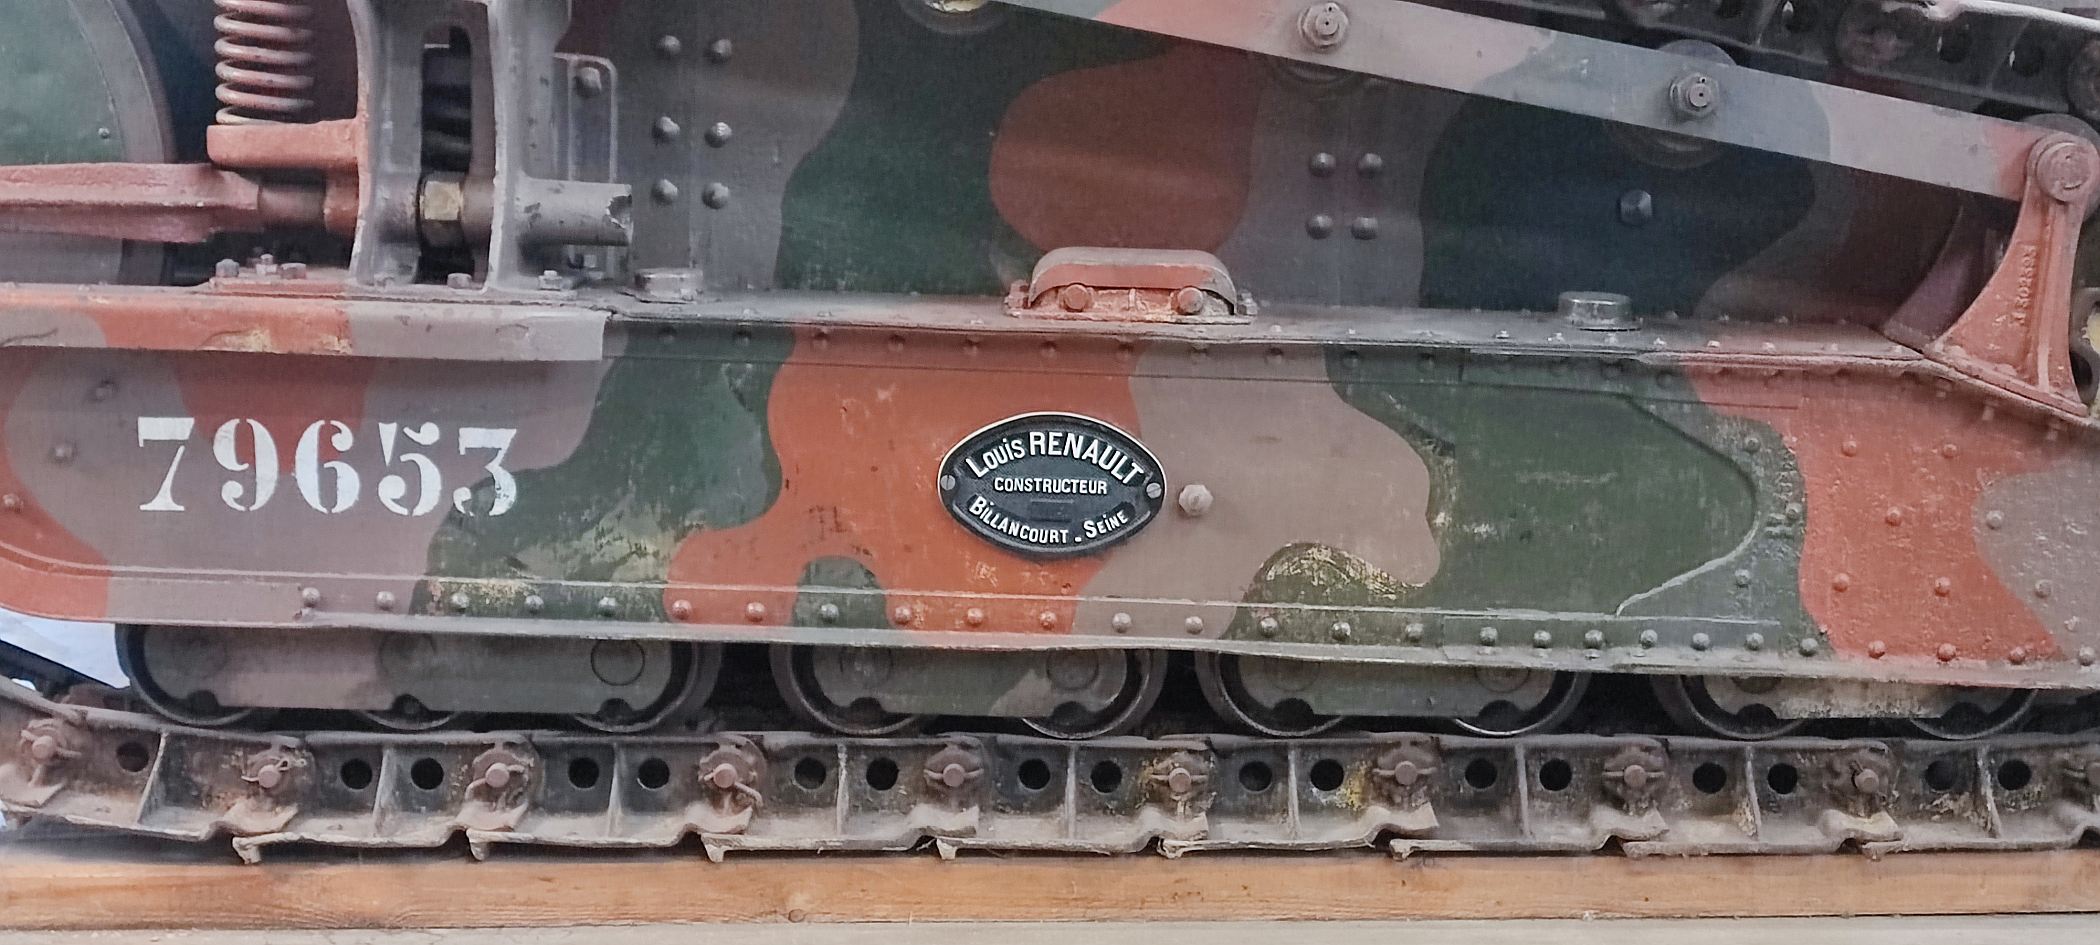 79653
Louis RENAULT
CONSTRUCTEUR
BILLANCOURT - SEINE